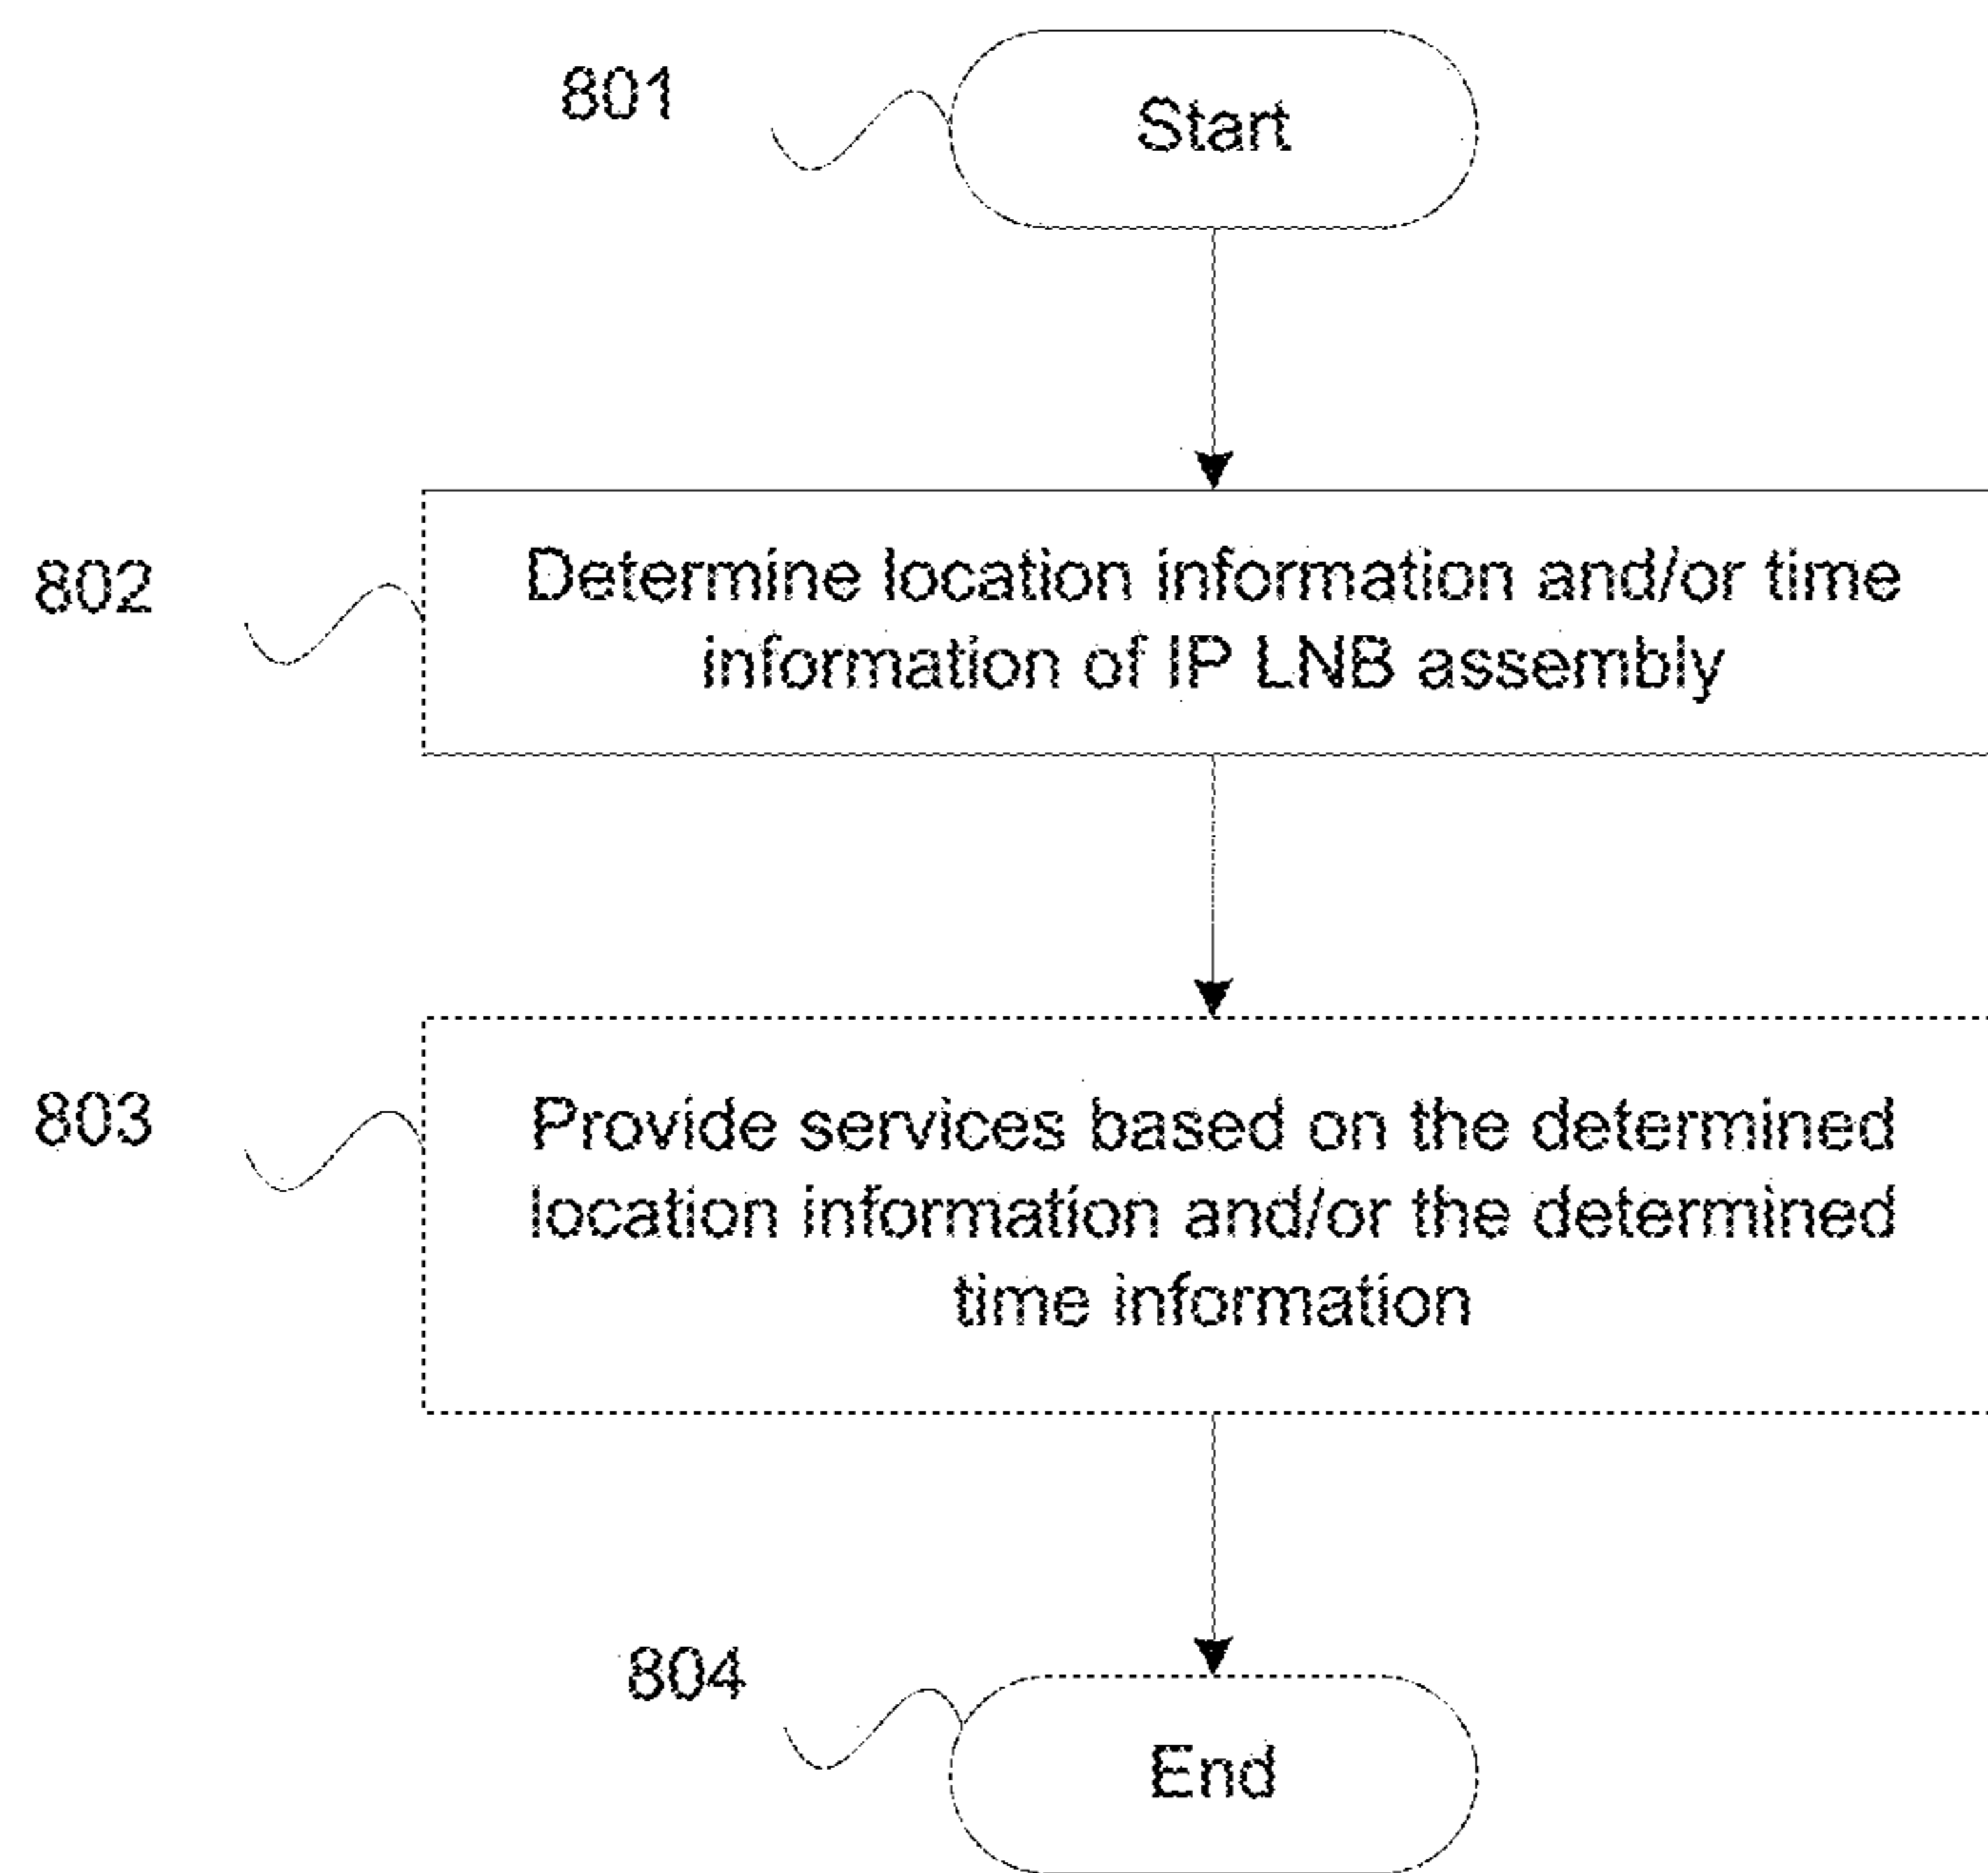 801
Start
802
Determine location information and/or time
information of IP LNB assembly
803
Provide services based on the determined
location information and/or the determined
time information
804
End